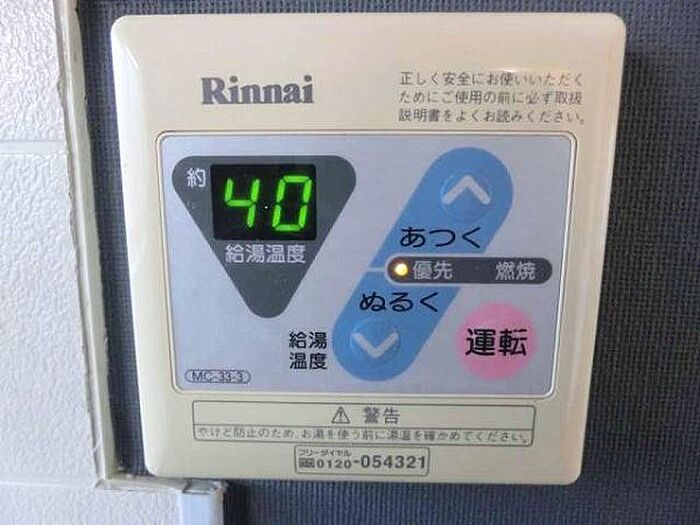 Rinnai
正しく安全にお使いいただく
ためにご使用の前に必ず取扱
説明書をよくお読みください。
約
40
給湯温度
あつく
優先 燃焼
ぬるく
給湯
温度
運転
MC-33-3
⚠ 警告
やけど防止のため、お湯を使う前に湯温を確かめてください。
フリーダイヤル
0120-054321